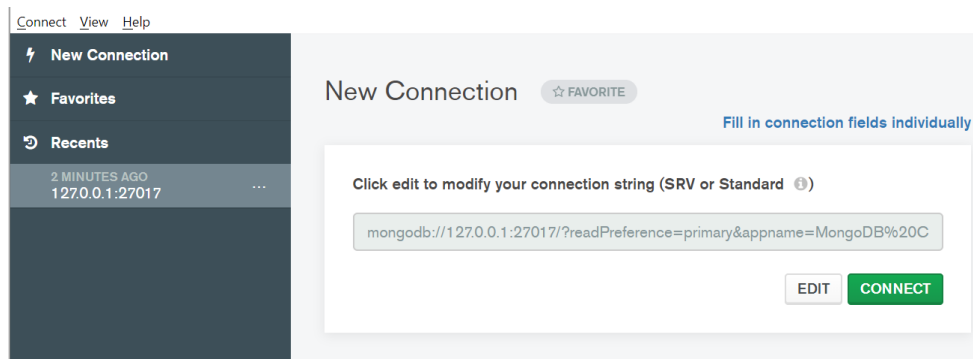 Connect View Help
New Connection
Favorites
Recents
2 MINUTES AGO
127.0.0.1:27017
...
New Connection
FAVORITE
Fill in connection fields individually
Click edit to modify your connection string (SRV or Standard i)
mongodb://127.0.0.1:27017/?readPreference=primary&appname=MongoDB%20C
EDIT CONNECT